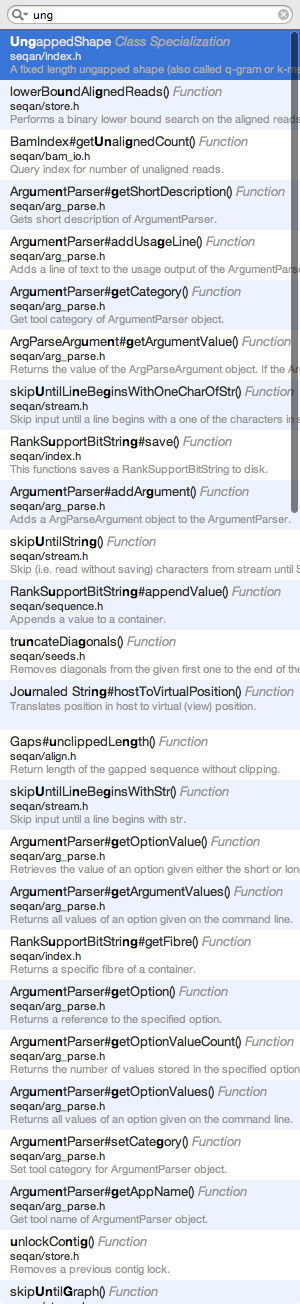 ung
UngappedShape Class Specialization
seqan/index.h
A fixed length ungapped shape (also called q-gram or k-me
lowerBoundAlignedReads() Function
seqan/store.h
Performs a binary lower bound search on the aligned reads
BamIndex#getUnalignedCount() Function
seqan/bam_io.h
Query index for number of unaligned reads.
ArgumentParser#getShortDescription() Function
seqan/arg_parse.h
Gets short description of ArgumentParser.
ArgumentParser#addUsageLine() Function
seqan/arg_parse.h
Adds a line of text to the usage output of the ArgumentParse
ArgumentParser#getCategory() Function
seqan/arg_parse.h
Get tool category of ArgumentParser object.
ArgParseArgument#getArgumentValue() Function
seqan/arg_parse.h
Returns the value of the ArgParseArgument object. If the Ar
skipUntilLineBeginsWithOneCharOfStr() Function
seqan/stream.h
Skip input until a line begins with a one of the characters in s
RankSupportBitString#save() Function
seqan/index.h
This functions saves a RankSupportBitString to disk.
ArgumentParser#addArgument() Function
seqan/arg_parse.h
Adds a ArgParseArgument object to the ArgumentParser.
skipUntilString() Function
seqan/stream.h
Skip (i.e. read without saving) characters from stream until S
RankSupportBitString#appendValue() Function
seqan/sequence.h
Appends a value to a container.
truncateDiagonals() Function
seqan/seeds.h
Removes diagonals from the given first one to the end of the
Journaled String#hostToVirtualPosition() Function
Translates position in host to virtual (view) position.
Gaps#unclippedLength() Function
seqan/align.h
Return length of the gapped sequence without clipping.
skipUntilLineBeginsWithStr() Function
seqan/stream.h
Skip input until a line begins with str.
ArgumentParser#getOptionValue() Function
seqan/arg_parse.h
Retrieves the value of an option given either the short or long
ArgumentParser#getArgumentValues() Function
seqan/arg_parse.h
Returns all values of an option given on the command line.
RankSupportBitString#getFibre() Function
seqan/index.h
Returns a specific fibre of a container.
ArgumentParser#getOption() Function
seqan/arg_parse.h
Returns a reference to the specified option.
ArgumentParser#getOptionValueCount() Function
seqan/arg_parse.h
Returns the number of values stored in the specified option
ArgumentParser#getOptionValues() Function
seqan/arg_parse.h
Returns all values of an option given on the command line.
ArgumentParser#setCategory() Function
seqan/arg_parse.h
Set tool category for ArgumentParser object.
ArgumentParser#getAppName() Function
seqan/arg_parse.h
Get tool name of ArgumentParser object.
unlockContig() Function
seqan/store.h
Removes a previous contig lock.
skipUntilGraph() Function